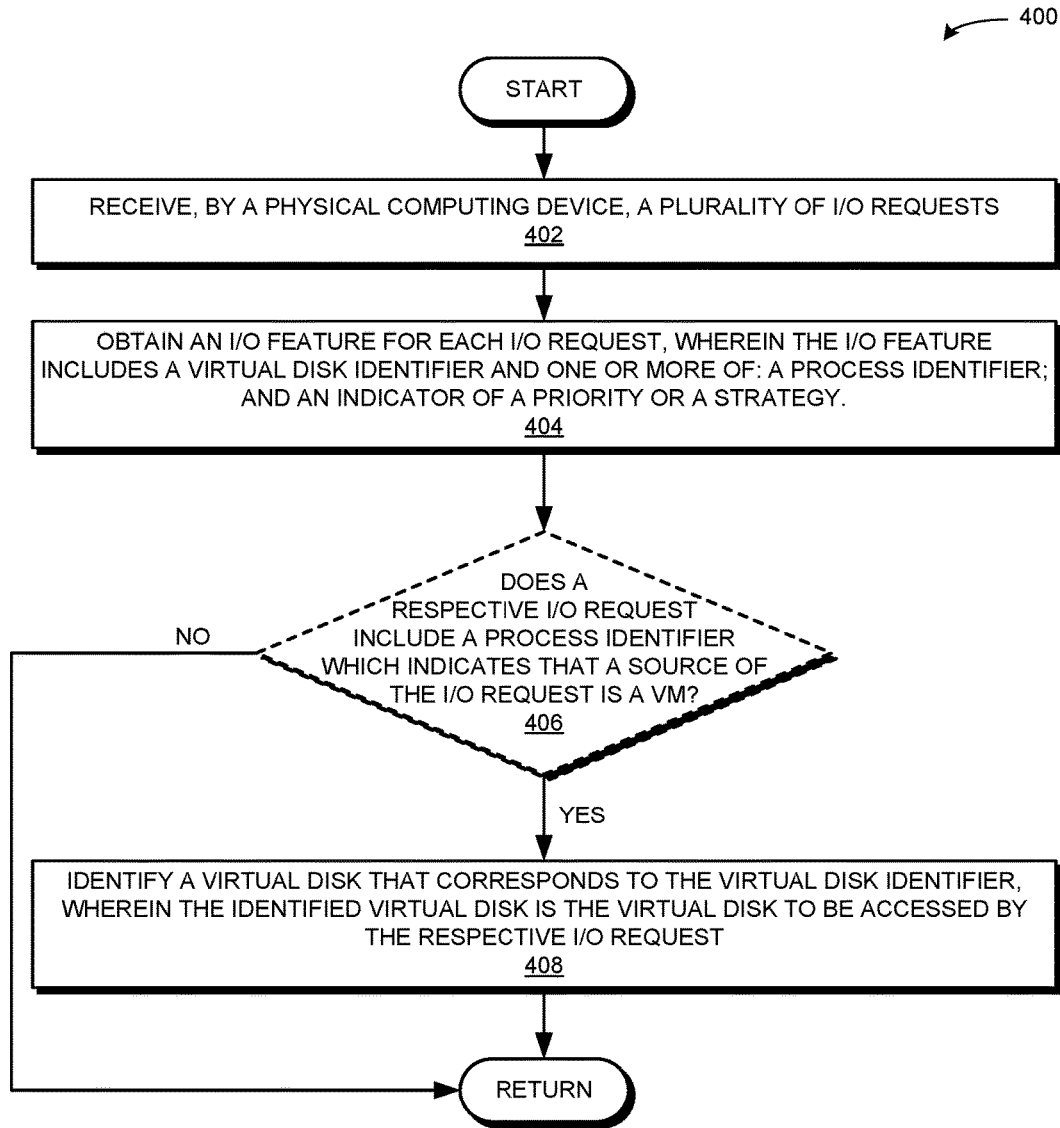 400
START
RECEIVE, BY A PHYSICAL COMPUTING DEVICE, A PLURALITY OF I/O REQUESTS
402
OBTAIN AN I/O FEATURE FOR EACH I/O REQUEST, WHEREIN THE I/O FEATURE
INCLUDES A VIRTUAL DISK IDENTIFIER AND ONE OR MORE OF: A PROCESS IDENTIFIER;
AND AN INDICATOR OF A PRIORITY OR A STRATEGY.
404
DOES A
RESPECTIVE I/O REQUEST
INCLUDE A PROCESS IDENTIFIER
WHICH INDICATES THAT A SOURCE OF
THE I/O REQUEST IS A VM?
406
NO
YES
IDENTIFY A VIRTUAL DISK THAT CORRESPONDS TO THE VIRTUAL DISK IDENTIFIER,
WHEREIN THE IDENTIFIED VIRTUAL DISK IS THE VIRTUAL DISK TO BE ACCESSED BY
THE RESPECTIVE I/O REQUEST
408
RETURN